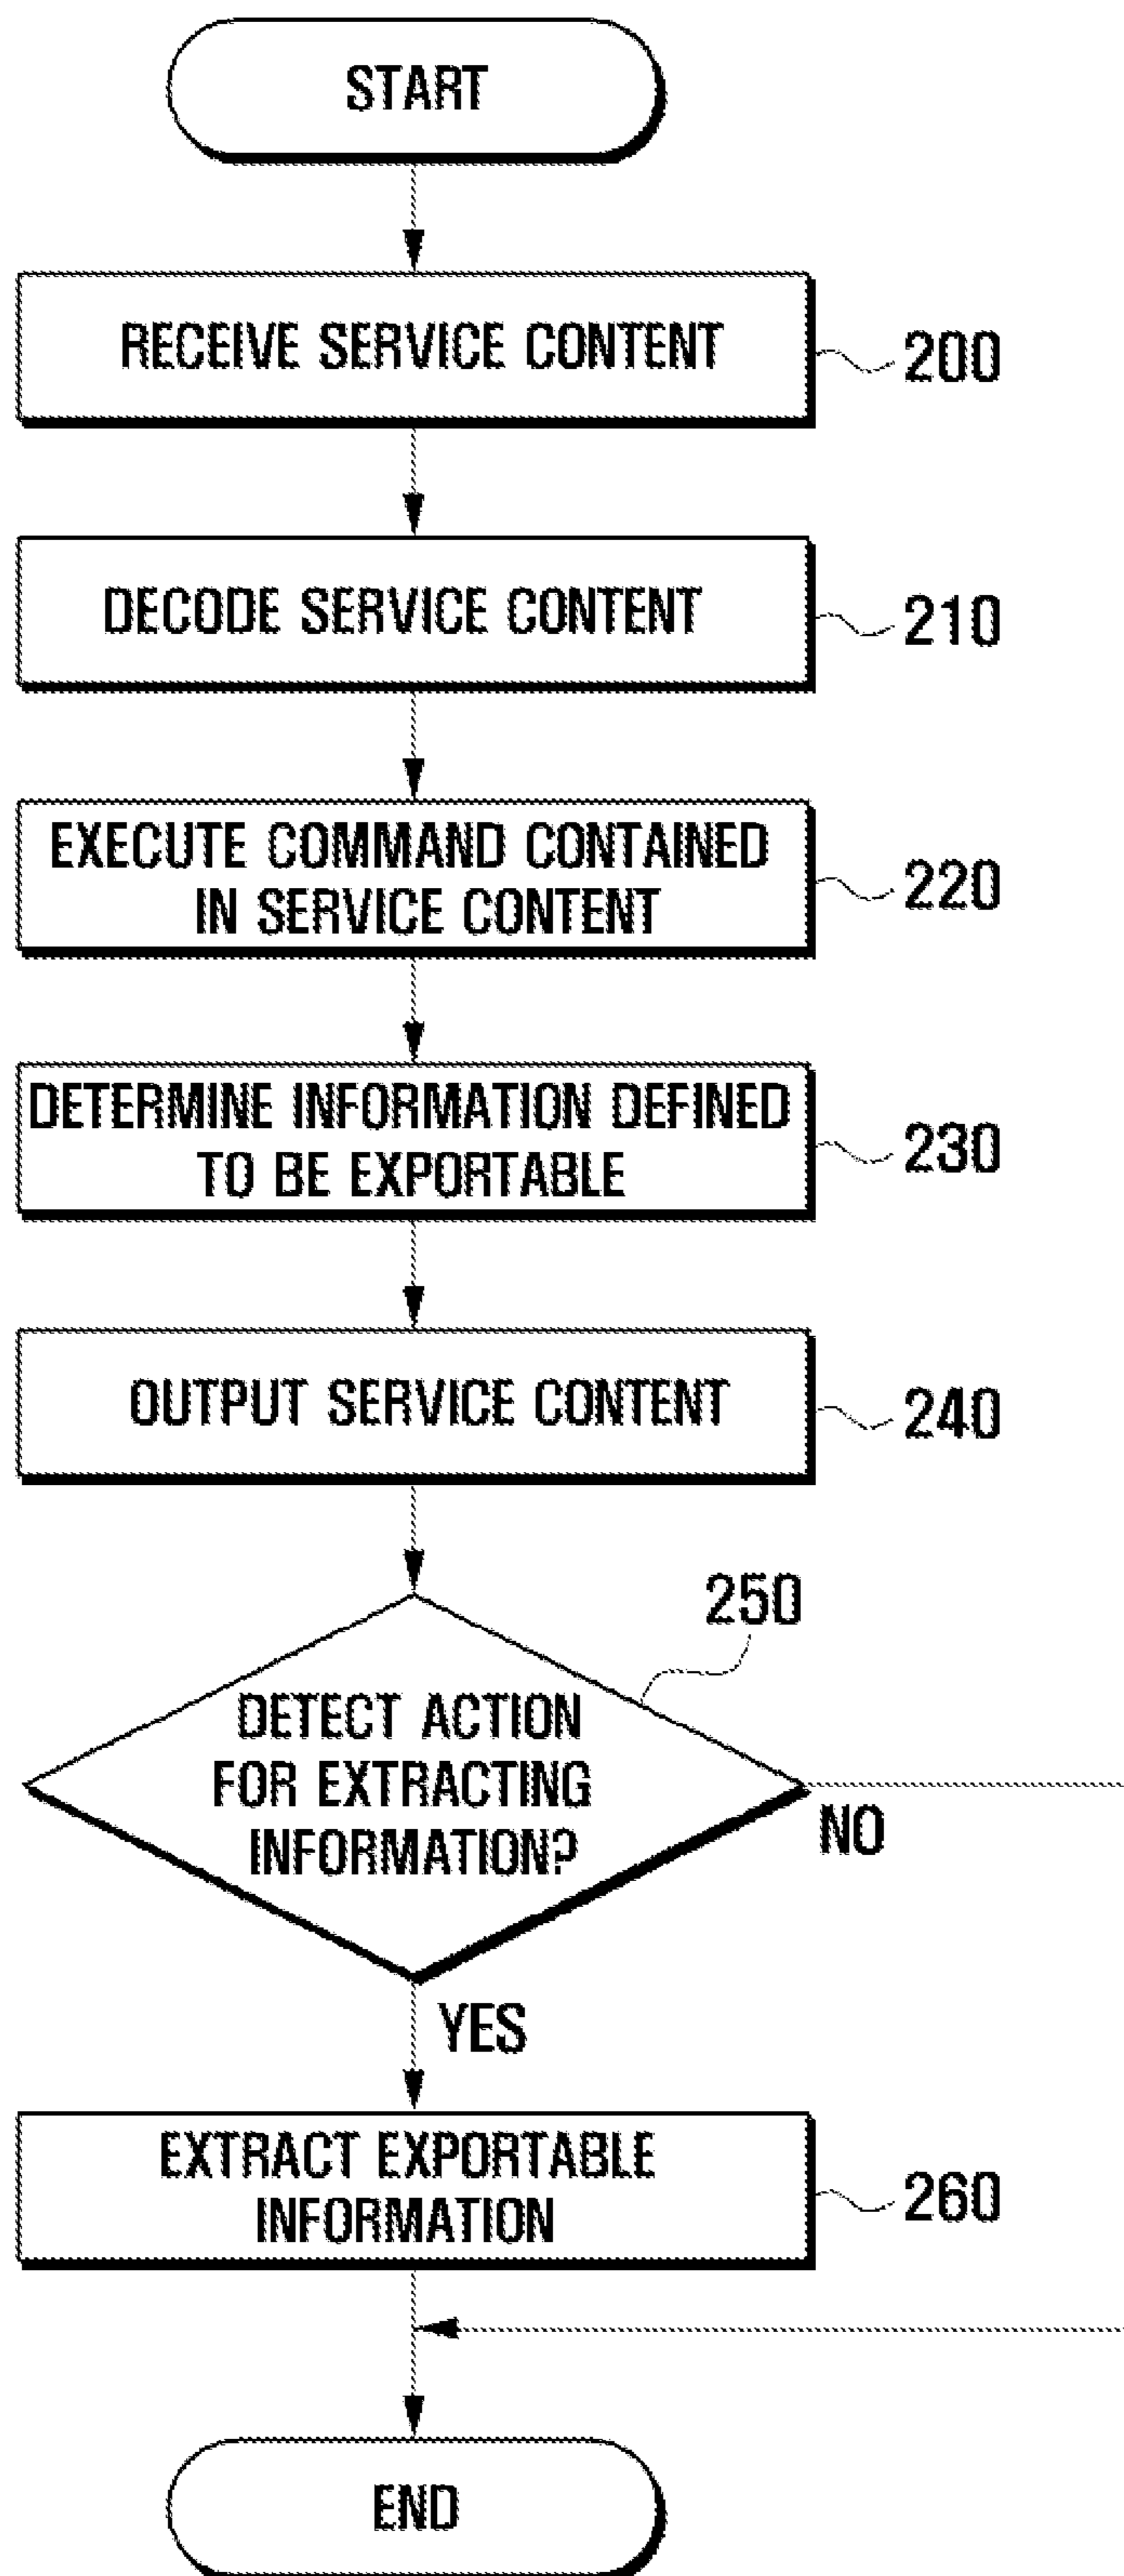 START
RECEIVE SERVICE CONTENT
200
DECODE SERVICE CONTENT
210
EXECUTE COMMAND CONTAINED
IN SERVICE CONTENT
220
DETERMINE INFORMATION DEFINED
TO BE EXPORTABLE
230
OUTPUT SERVICE CONTENT
240
250
DETECT ACTION
FOR EXTRACTING
INFORMATION?
NO
YES
EXTRACT EXPORTABLE
INFORMATION
260
END